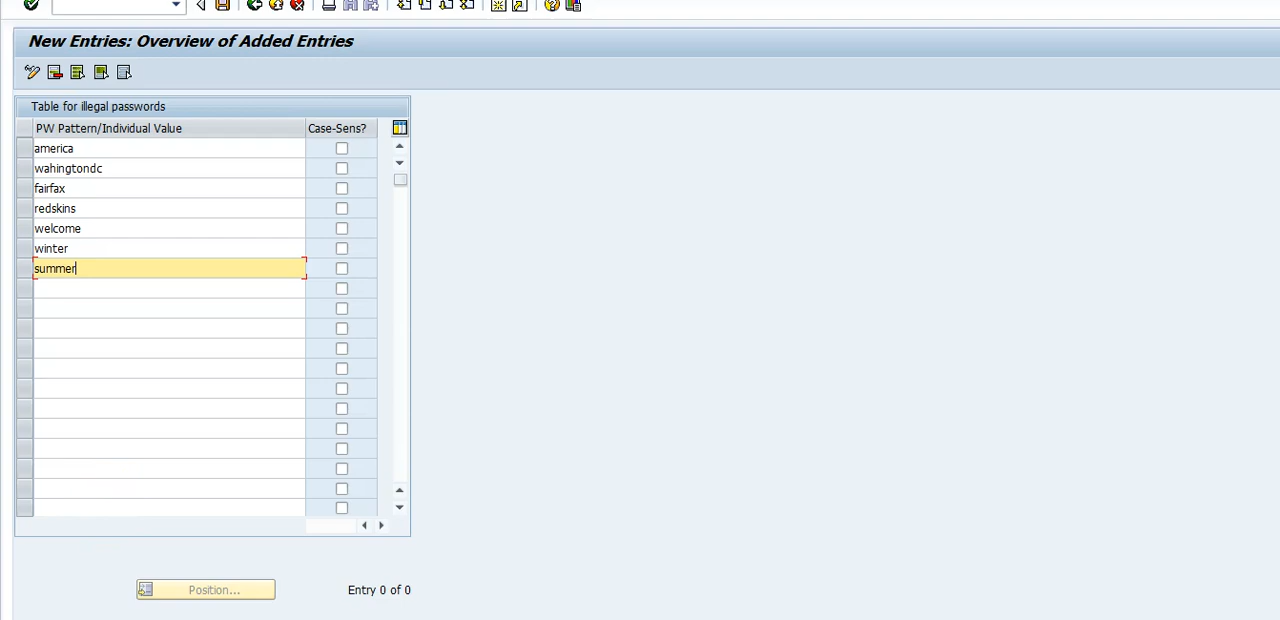 New Entries: Overview of Added Entries
Table for illegal passwords
PW Pattern/Individual Value Case-Sens?
america
wahingtondc
fairfax
redskins
welcome
winter
summer
Position... Entry 0 of 0